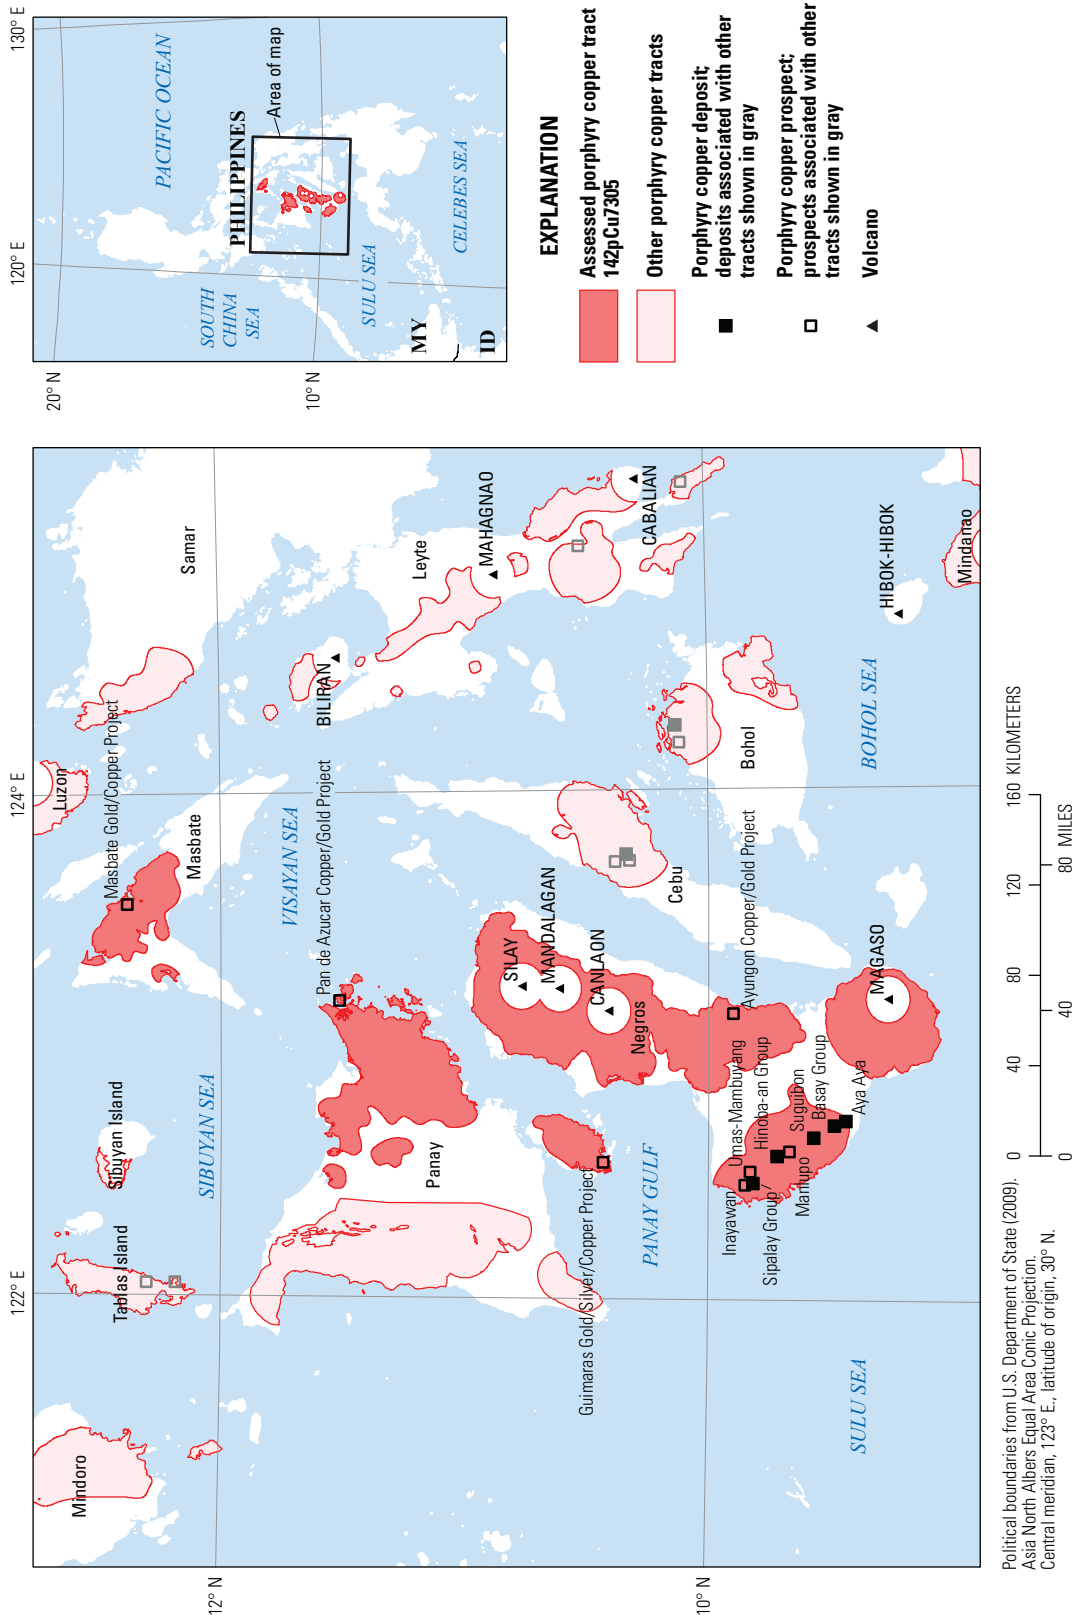 122° E
124° E
12° N
10° N
Mindoro
Tablas Island
Sibuyan Island
SIBUYAN SEA
Masbate Gold/Copper Project
Masbate
Luzon
Samar
VISAYAN SEA
Pan de Azucar Copper/Gold Project
BILIRAN
Leyte
MAHAGNAO
Panay
Guimaras Gold/Silver/Copper Project
PANAY GULF
SILAY
MANDALAGAN
CANLAON
Negros
Cebu
Bohol
CABALIAN
Ayungon Copper/Gold Project
Inayawan
Umas-Mambuyang
Sipalay Group/
Hinoba-an Group
Mantupo
Suguibon
Basay Group
Aya Aya
MAGASO
BOHOL SEA
HIBOK-HIBOK
Mindanao
SULU SEA
0
40
80
120
160 KILOMETERS
0
40
80 MILES
Political boundaries from U.S. Department of State (2009).
Asia North Albers Equal Area Conic Projection.
Central meridian, 123° E., latitude of origin, 30° N.
120° E
130° E
20° N
10° N
SOUTH
CHINA
SEA
PHILIPPINES
PACIFIC OCEAN
Area of map
SULU SEA
CELEBES SEA
MY
ID
EXPLANATION
Assessed porphyry copper tract
142pCu7305
Other porphyry copper tracts
Porphyry copper deposit;
deposits associated with other
tracts shown in gray
Porphyry copper prospect;
prospects associated with other
tracts shown in gray
Volcano